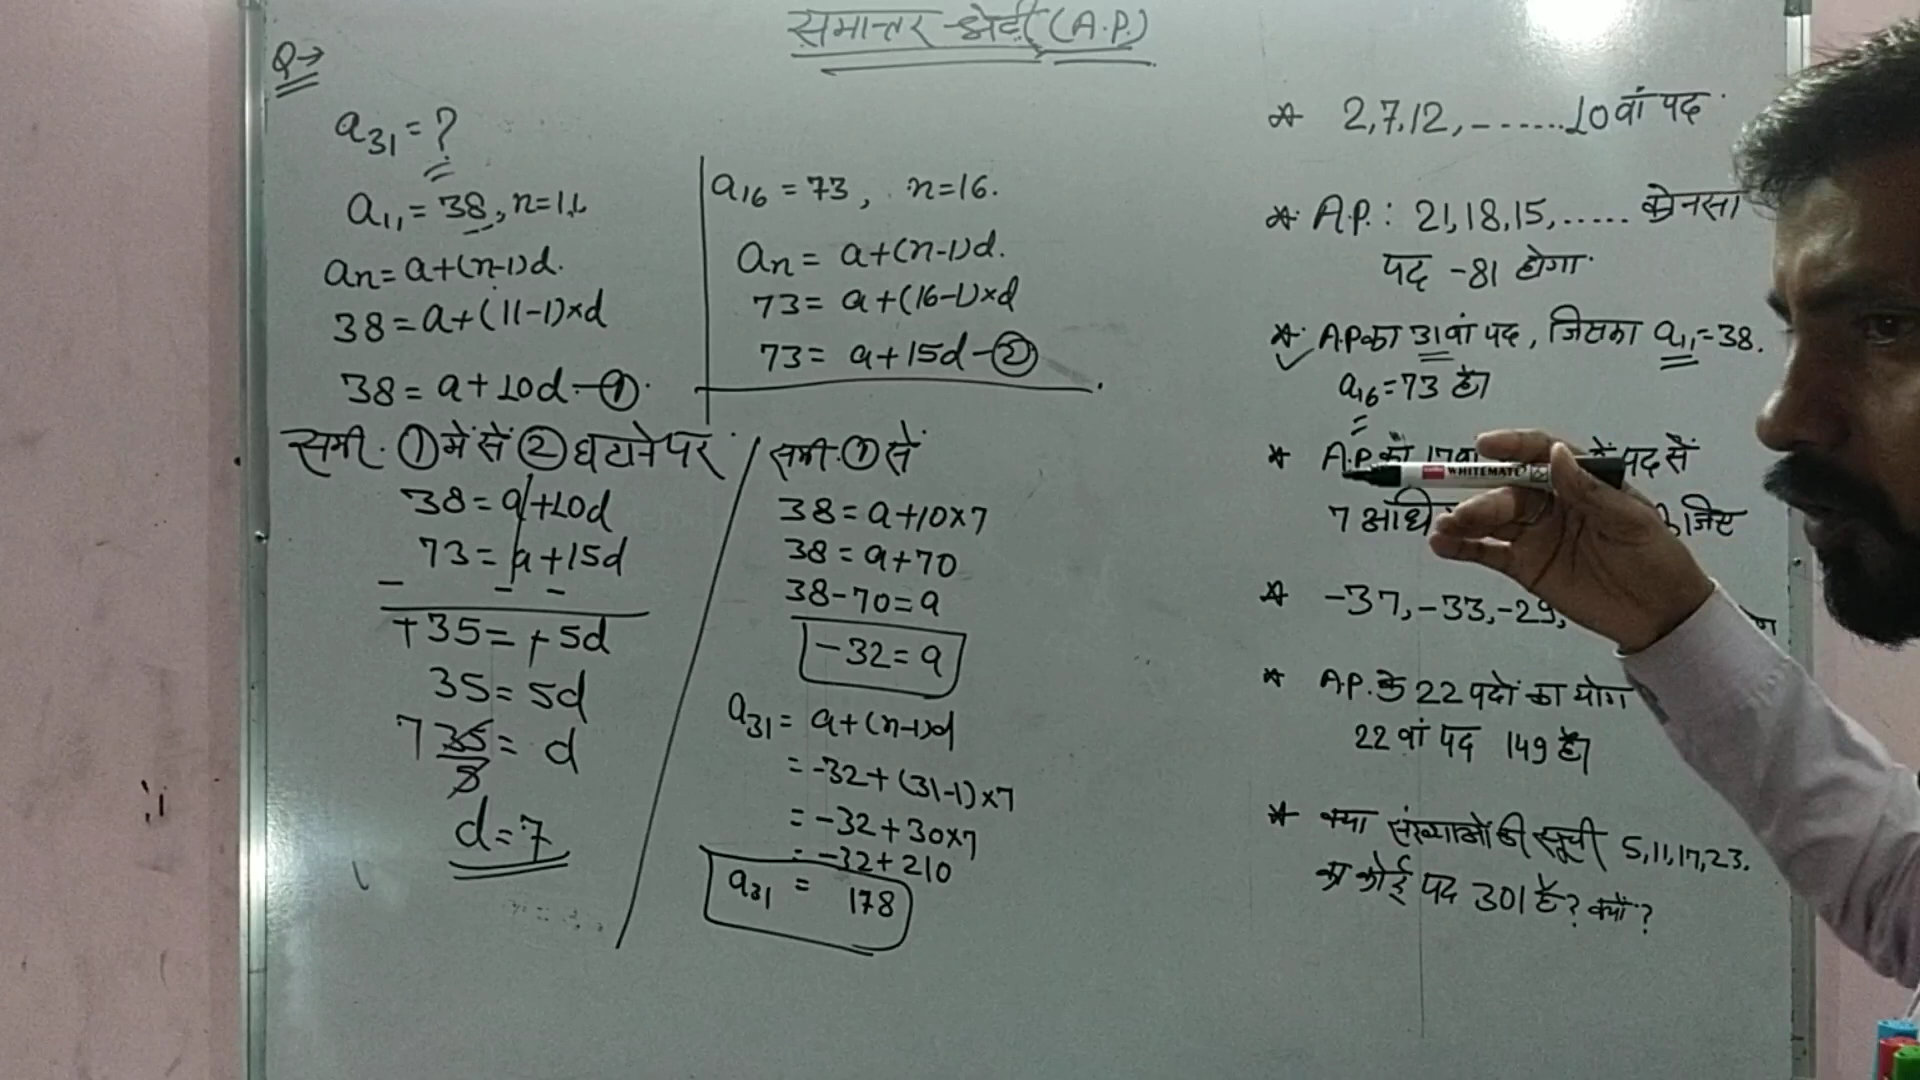 समान्तर श्रेढ़ी (A.P.)
Q→
a31 = ?
a11 = 38, n=11
an = a+(n-1)d.
38 = a+(11-1)×d
38 = a+10d - ①
a16 = 73, n=16.
an = a+(n-1)d.
73 = a+(16-1)×d
73 = a+15d - ②
समी. ① में से ② घटाने पर
38 = a+10d
73 = a+15d
- - -
+35 = +5d
35 = 5d
7 35/5 = d
d=7
समी. ① से
38 = a+10×7
38 = a+70
38-70 = a
-32 = a
a31 = a+(n-1)d
= -32+(31-1)×7
= -32+30×7
= -32+210
a31 = 178
* 2,7,12,-......10वां पद
* A.P.: 21,18,15,..... कोनसा
पद -81 होगा
* A.P का 31वां पद, जिसका a11=38.
a16=73 है।
* A.P. का 17वां पद से
7
WHITEMATE
* -37,-33,-29,
* A.P. के 22 पदों का योग
22 वां पद 149 है।
* क्या संख्याओं की सूची 5,11,17,23.
का कोई पद 301 है? क्यों?